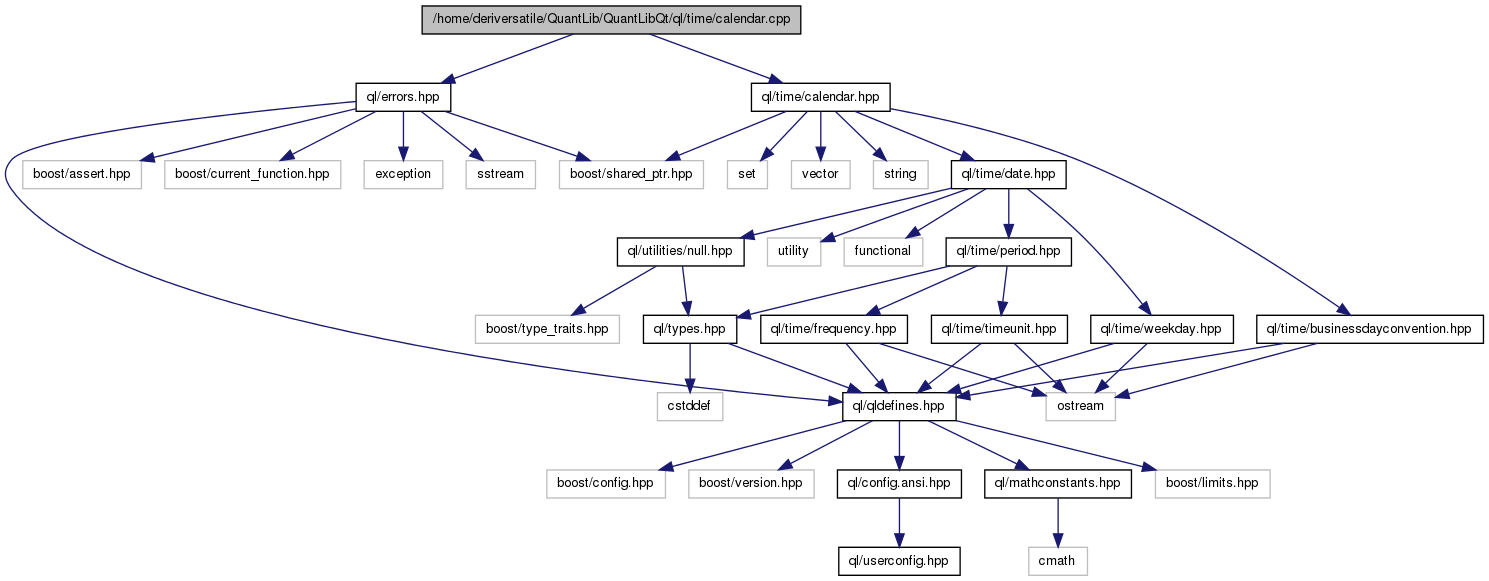 /home/deriversatile/QuantLib/QuantLibQt/ql/time/calendar.cpp
ql/errors.hpp
ql/time/calendar.hpp
boost/assert.hpp
boost/current_function.hpp
exception
sstream
boost/shared_ptr.hpp
set
vector
string
ql/time/date.hpp
ql/utilities/null.hpp
utility
functional
ql/time/period.hpp
boost/type_traits.hpp
ql/types.hpp
ql/time/frequency.hpp
ql/time/timeunit.hpp
ql/time/weekday.hpp
ql/time/businessdayconvention.hpp
cstddef
ql/qldefines.hpp
ostream
boost/config.hpp
boost/version.hpp
ql/config.ansi.hpp
ql/mathconstants.hpp
boost/limits.hpp
ql/userconfig.hpp
cmath